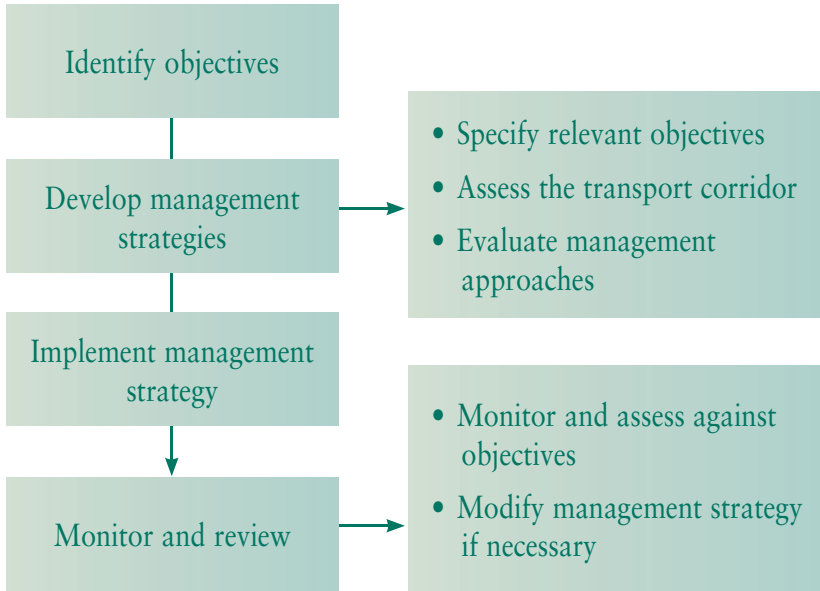 Identify objectives
Develop management
strategies
• Specify relevant objectives
• Assess the transport corridor
• Evaluate management
approaches
Implement management
strategy
Monitor and review
• Monitor and assess against
objectives
• Modify management strategy
if necessary